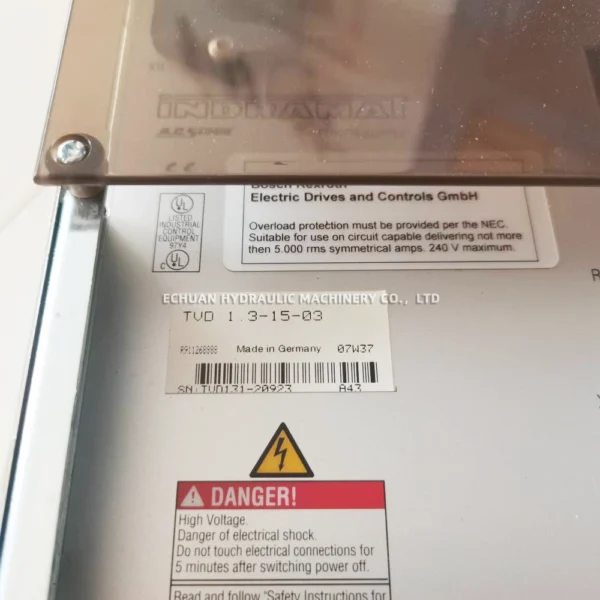 INDRAMAT
Bosch Rexroth
Electric Drives and Controls GmbH
Overload protection must be provided per the NEC.
Suitable for use on circuit capable delivering not more
then 5.000 rms symmetrical amps. 240 V maximum.
UL
LISTED
INDUSTRIAL
CONTROL
EQUIPMENT
97Y4
C UL
ECHUAN HYDRAULIC MACHINERY CO., LTD
TVD 1.3-15-03
Made in Germany 07W37
SN:TVD131-20923 A43
DANGER!
High Voltage.
Danger of electrical shock.
Do not touch electrical connections for
5 minutes after switching power off.
Read and follow "Safety Instructions for